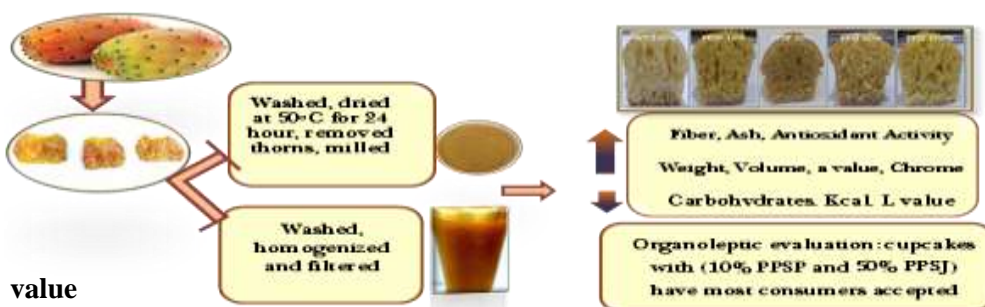 Washed, dried
at 50°C for 24
hour, removed
thorns, milled
Washed,
homogenized
and filtered
Fiber, Ash, Antioxidant Activity
Weight, Volume, a value, Chrome
Carbohydrates. Kcal. L value
Organoleptic evaluation: cupcakes
with (10% PPSP and 50% PPSJ)
have most consumers accepted
value